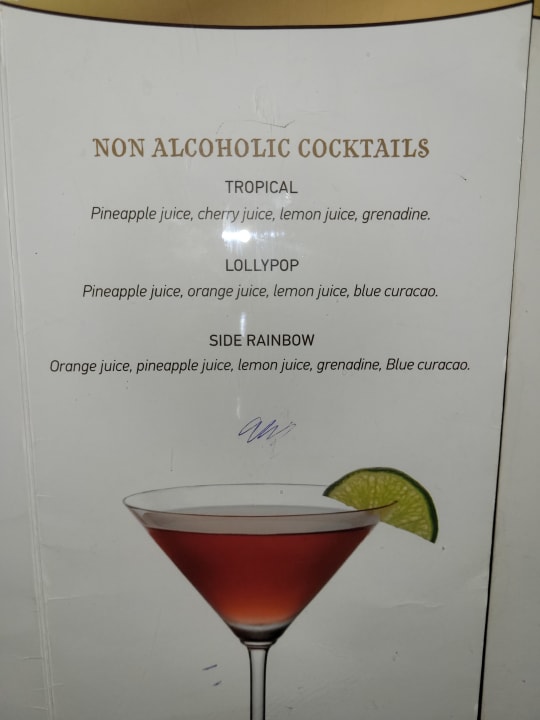 NON ALCOHOLIC COCKTAILS
TROPICAL
Pineapple juice, cherry juice, lemon juice, grenadine.
LOLLYPOP
Pineapple juice, orange juice, lemon juice, blue curacao.
SIDE RAINBOW
Orange juice, pineapple juice, lemon juice, grenadine, Blue curacao.